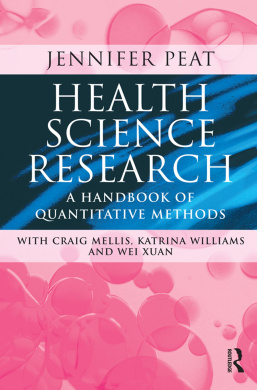 JENNIFER PEAT
HEALTH
SCIENCE
RESEARCH
A HANDBOOK OF
QUANTITATIVE METHODS
WITH CRAIG MELLIS, KATRINA WILLIAMS
AND WEI XUAN
R
ROUTLEDGE